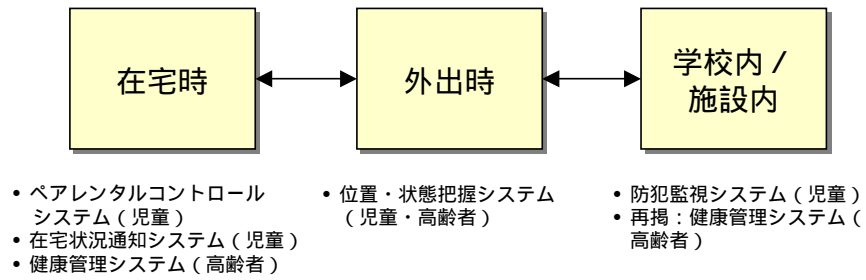 在宅時
外出時
学校内/
施設内
• ペアレンタルコントロール
システム(児童)
• 在宅状況通知システム(児童)
• 健康管理システム(高齢者)
• 位置・状態把握システム
(児童・高齢者)
• 防犯監視システム(児童)
• 再掲:健康管理システム(
高齢者)